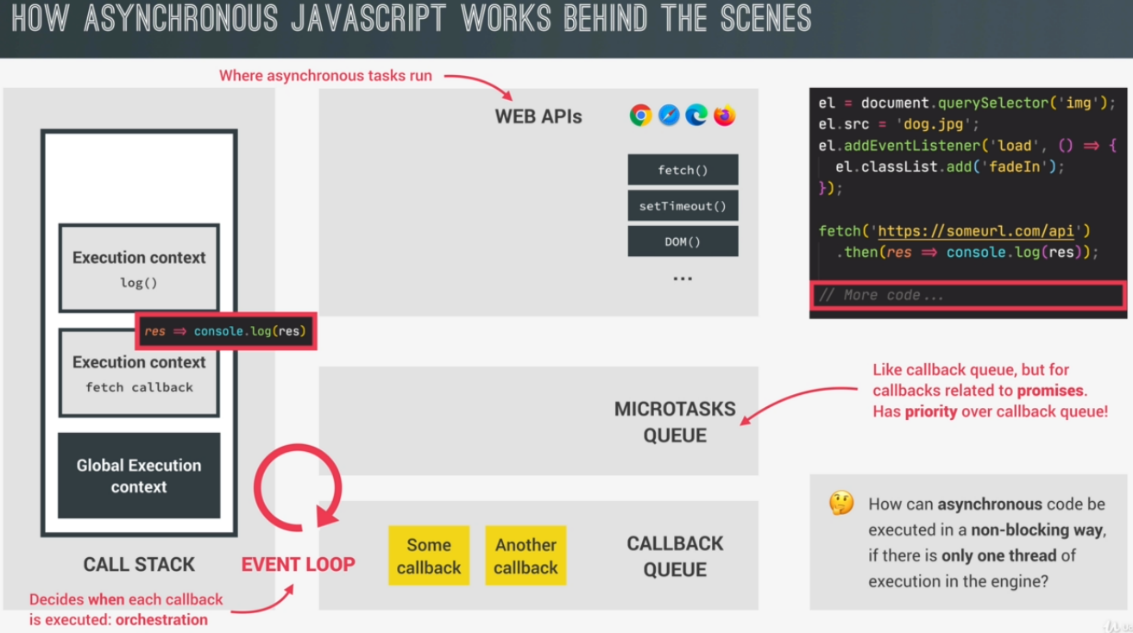 HOW ASYNCHRONOUS JAVASCRIPT WORKS BEHIND THE SCENES
Where asynchronous tasks run
WEB APIs
fetch()
setTimeout()
DOM()
...
Execution context
log()
res => console.log(res)
Execution context
fetch callback
Global Execution
context
CALL STACK
EVENT LOOP
Decides when each callback
is executed: orchestration
MICROTASKS
QUEUE
Some
callback
Another
callback
CALLBACK
QUEUE
el = document.querySelector('img');
el.src = 'dog.jpg';
el.addEventListener('load', () => {
el.classList.add('fadeIn');
});
fetch('https://someurl.com/api')
.then(res => console.log(res));
// More code...
Like callback queue, but for
callbacks related to promises.
Has priority over callback queue!
How can asynchronous code be
executed in a non-blocking way,
if there is only one thread of
execution in the engine?